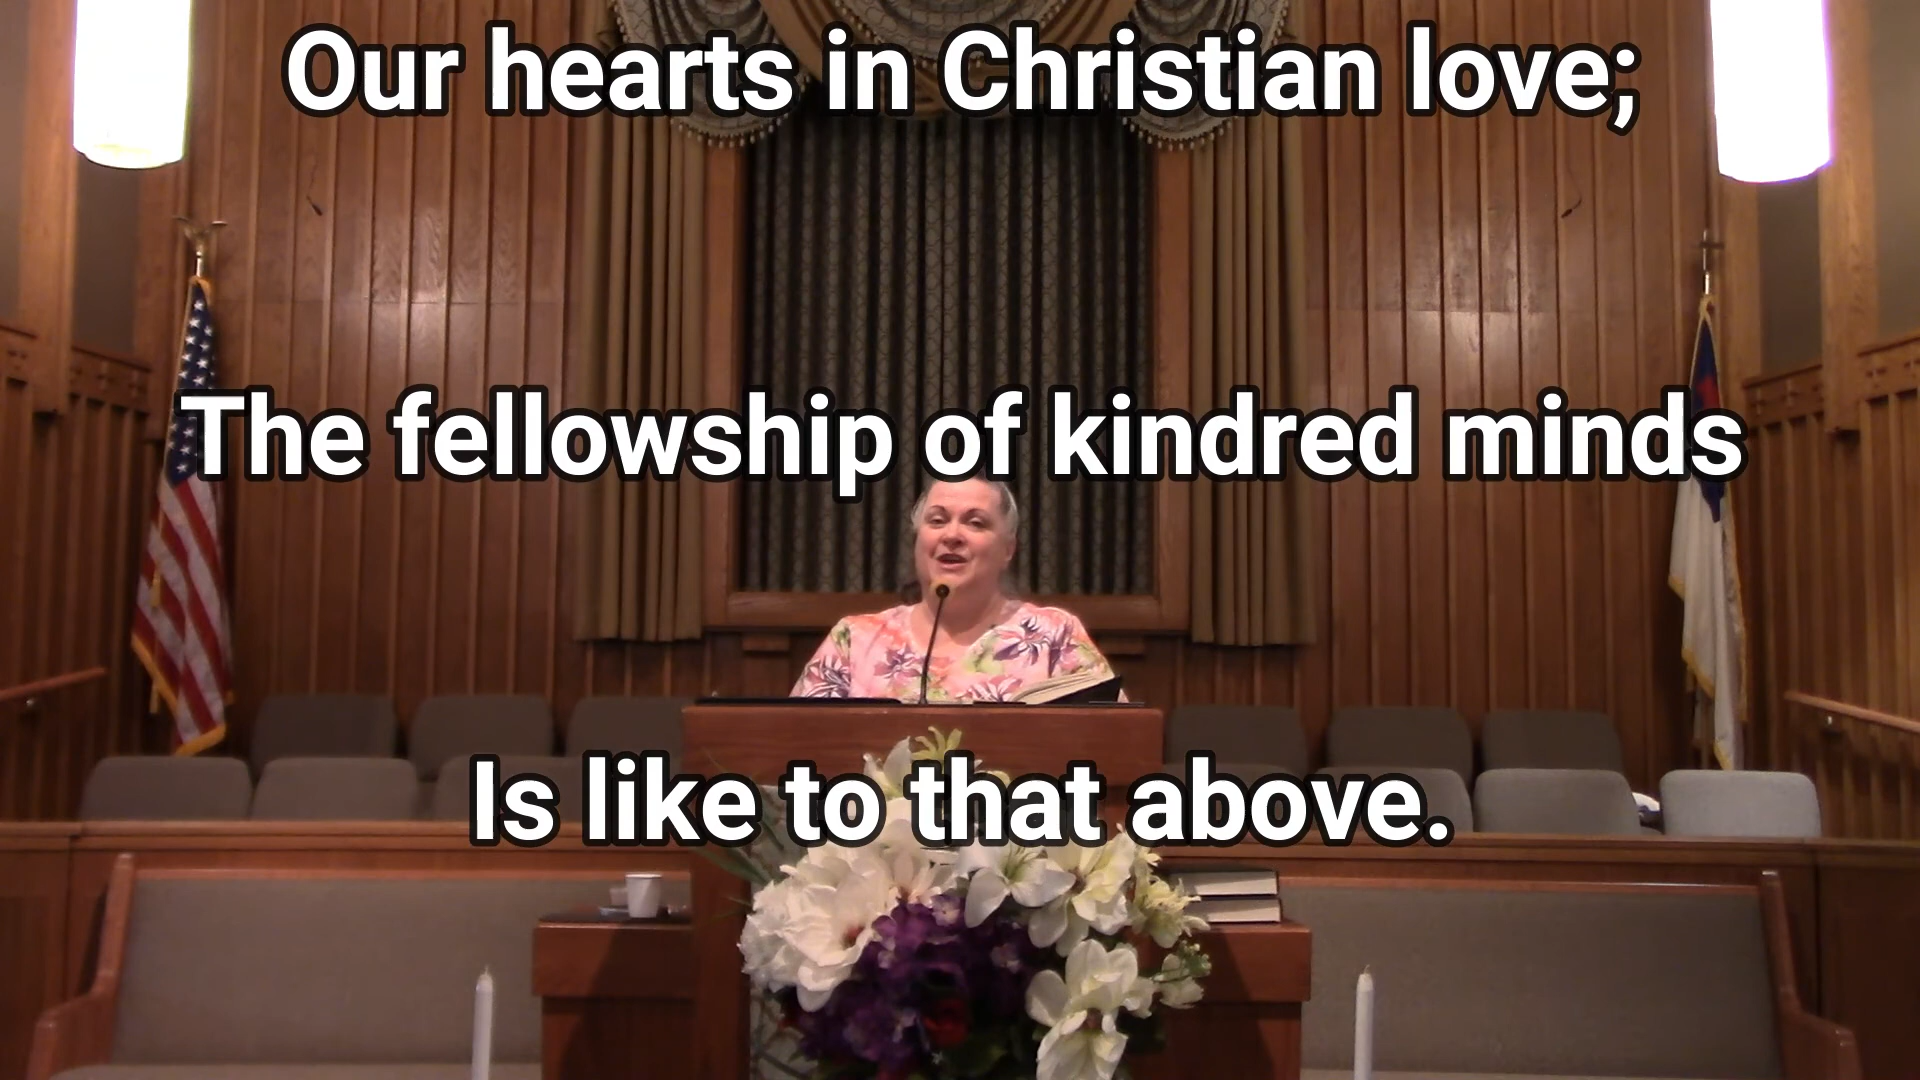 Our hearts in Christian love;
The fellowship of kindred minds
Is like to that above.